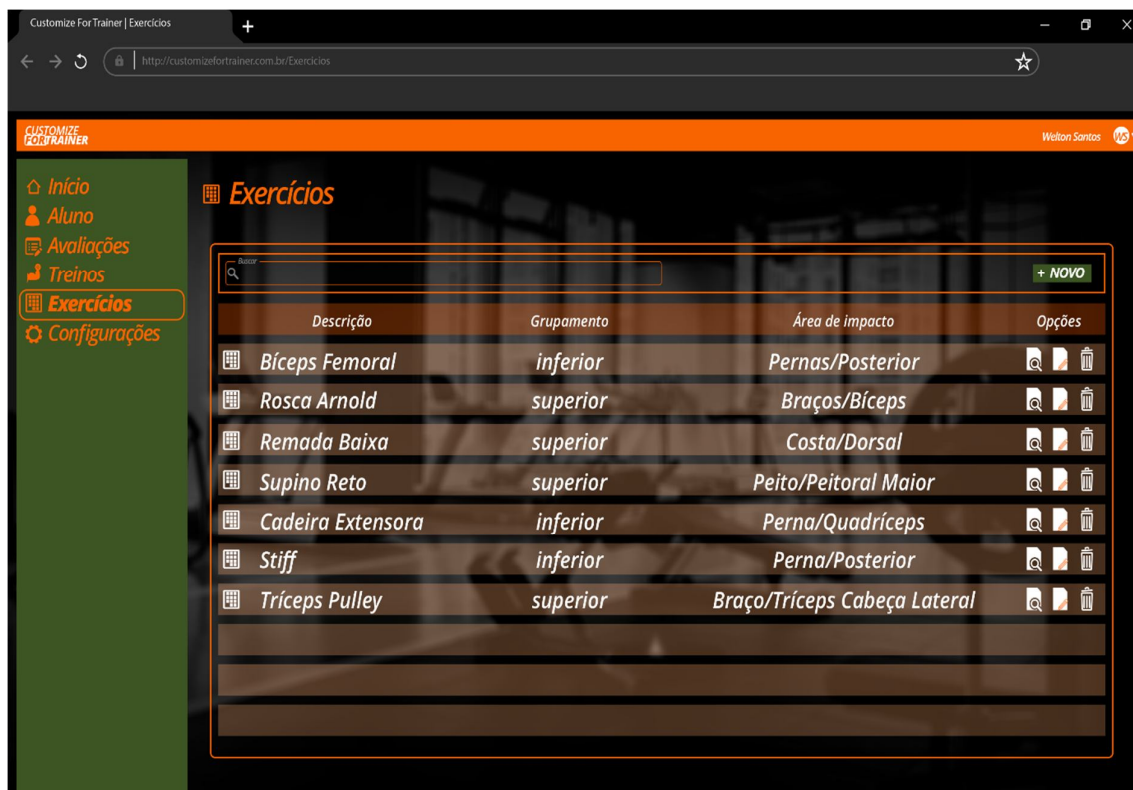 Customize For Trainer | Exercícios
http://customizefortrainer.com.br/Exercicios
CUSTOMIZE
FORTRAINER
Welton Santos WS
Início
Aluno
Avaliações
Treinos
Exercícios
Configurações
Exercícios
Buscar
+ NOVO
Descrição Grupamento Área de impacto Opções
Bíceps Femoral inferior Pernas/Posterior
Rosca Arnold superior Braços/Bíceps
Remada Baixa superior Costa/Dorsal
Supino Reto superior Peito/Peitoral Maior
Cadeira Extensora inferior Perna/Quadríceps
Stiff inferior Perna/Posterior
Tríceps Pulley superior Braço/Tríceps Cabeça Lateral